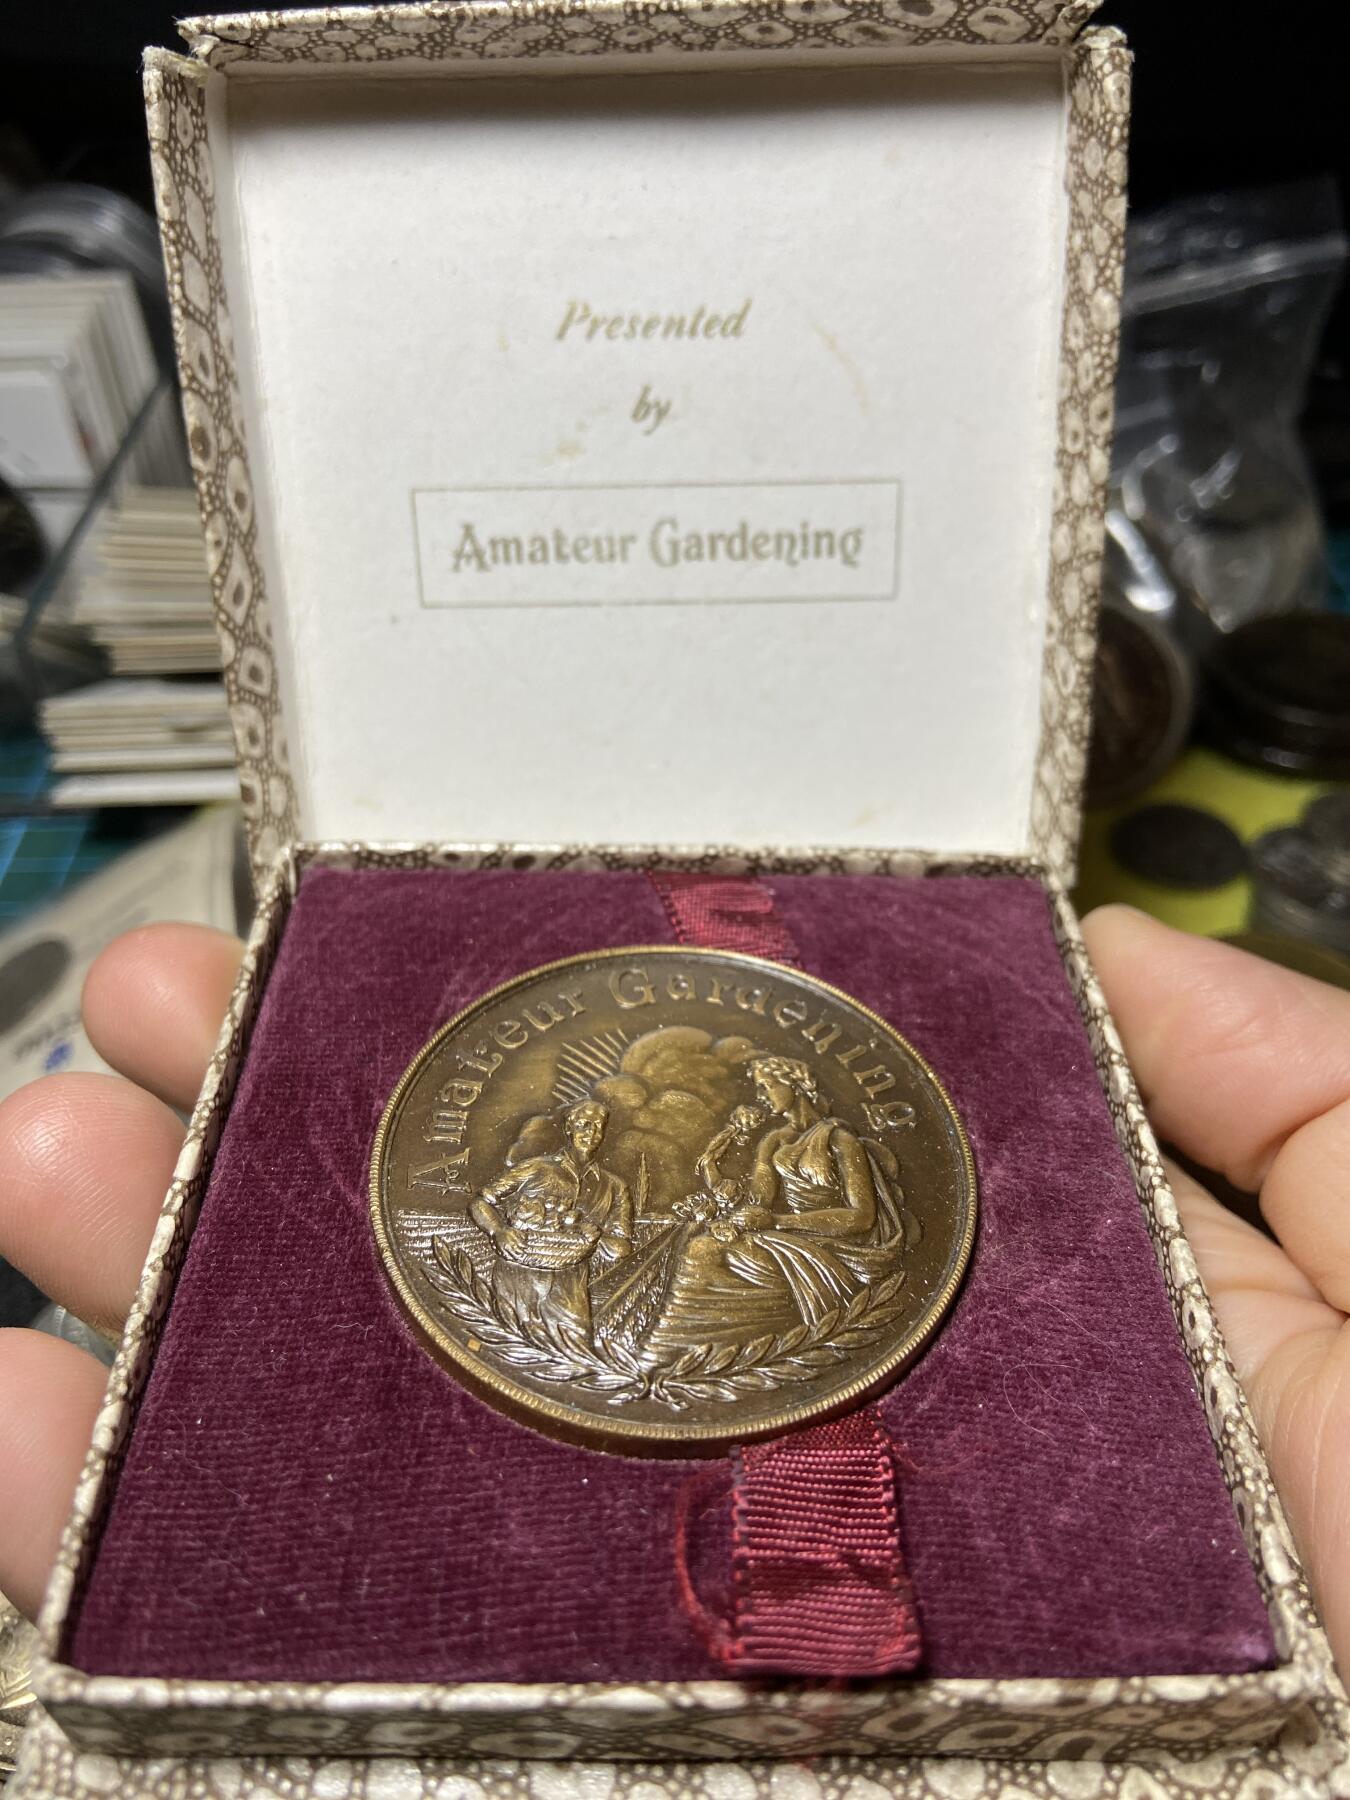 Presented
by
Amateur Gardening
Amateur Gardening